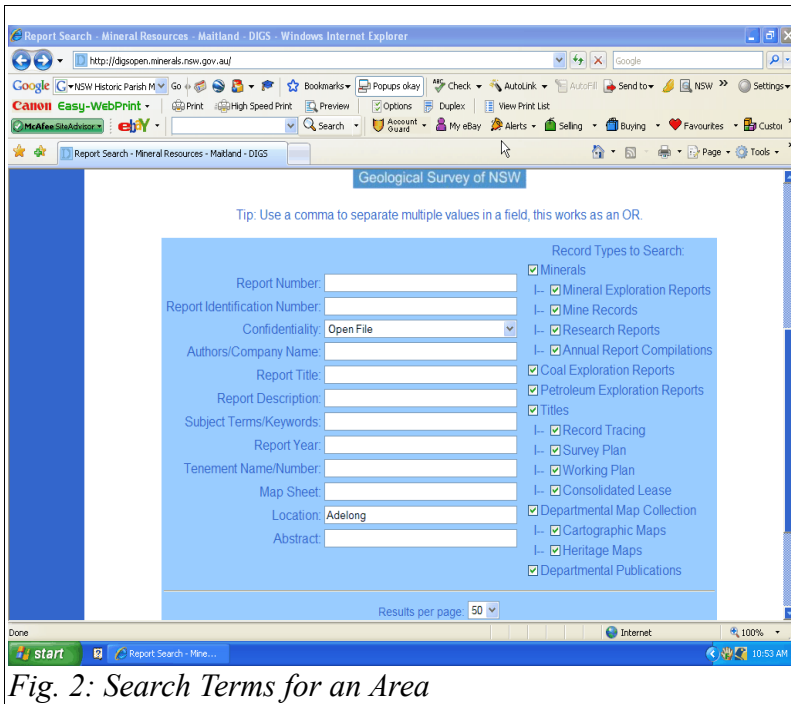 Report Search - Mineral Resources - Maitland - DIGS - Windows Internet Explorer
http://digsopen.minerals.nsw.gov.au/
Google
Google NSW Historic Parish M Go Bookmarks Popups okay Check AutoLink AutoFill Send to NSW Settings
Canon Easy-WebPrint Print High Speed Print Preview Options Duplex View Print List
McAfee SiteAdvisor ebY Search Account Guard My eBay Alerts Selling Buying Favourites Custo
Report Search - Mineral Resources - Maitland - DIGS Page Tools
Geological Survey of NSW
Tip: Use a comma to separate multiple values in a field, this works as an OR.
Report Number:
Report Identification Number:
Confidentiality: Open File
Authors/Company Name:
Report Title:
Report Description:
Subject Terms/Keywords:
Report Year:
Tenement Name/Number:
Map Sheet:
Location: Adelong
Abstract:
Record Types to Search:
Minerals
|-- Mineral Exploration Reports
|-- Mine Records
|-- Research Reports
|-- Annual Report Compilations
Coal Exploration Reports
Petroleum Exploration Reports
Titles
|-- Record Tracing
|-- Survey Plan
|-- Working Plan
|-- Consolidated Lease
Departmental Map Collection
|-- Cartographic Maps
|-- Heritage Maps
Departmental Publications
Results per page: 50
Done Internet 100%
start Report Search - Mine... 10:53 AM
Fig. 2: Search Terms for an Area